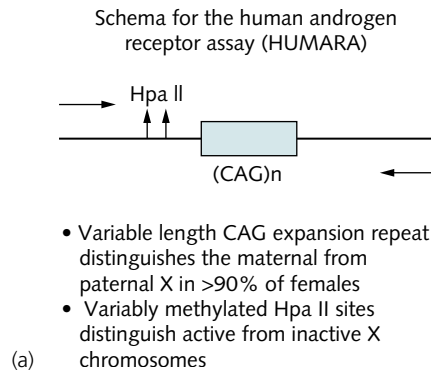 Schema for the human androgen
receptor assay (HUMARA)
Hpa II
(CAG)n
• Variable length CAG expansion repeat
distinguishes the maternal from
paternal X in >90% of females
• Variably methylated Hpa II sites
distinguish active from inactive X
chromosomes
(a)